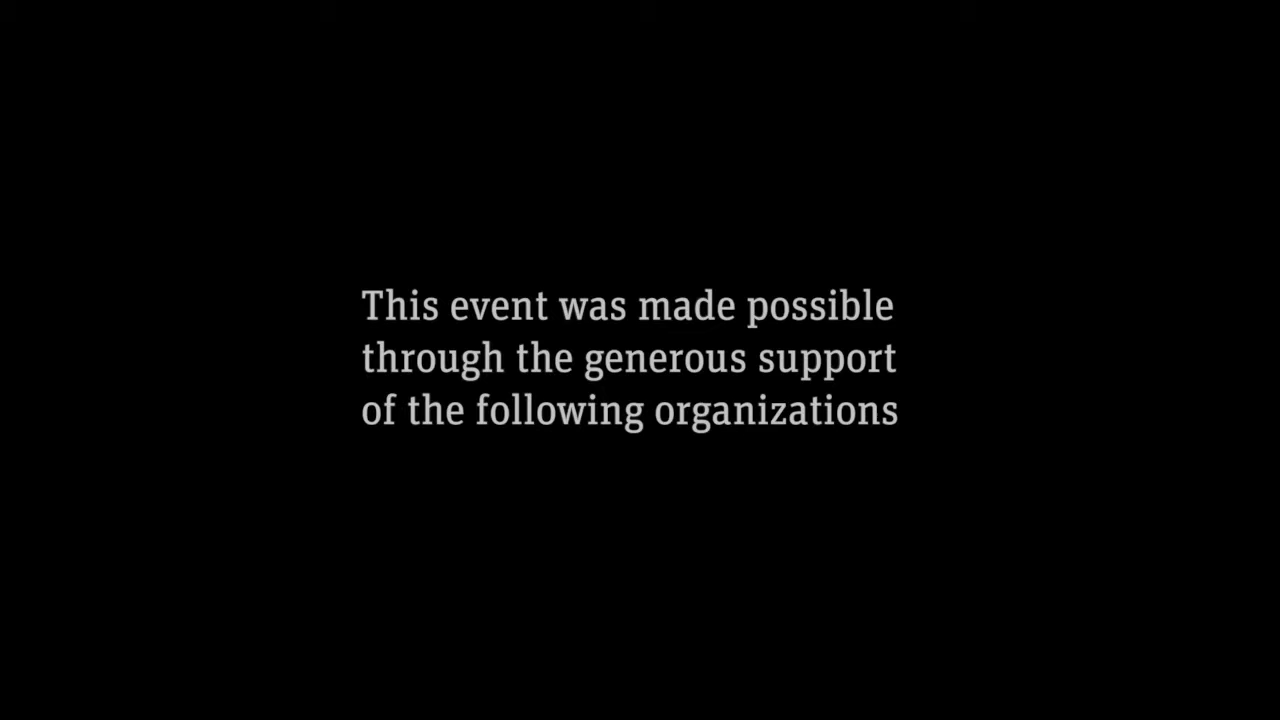 This event was made possible
through the generous support
of the following organizations